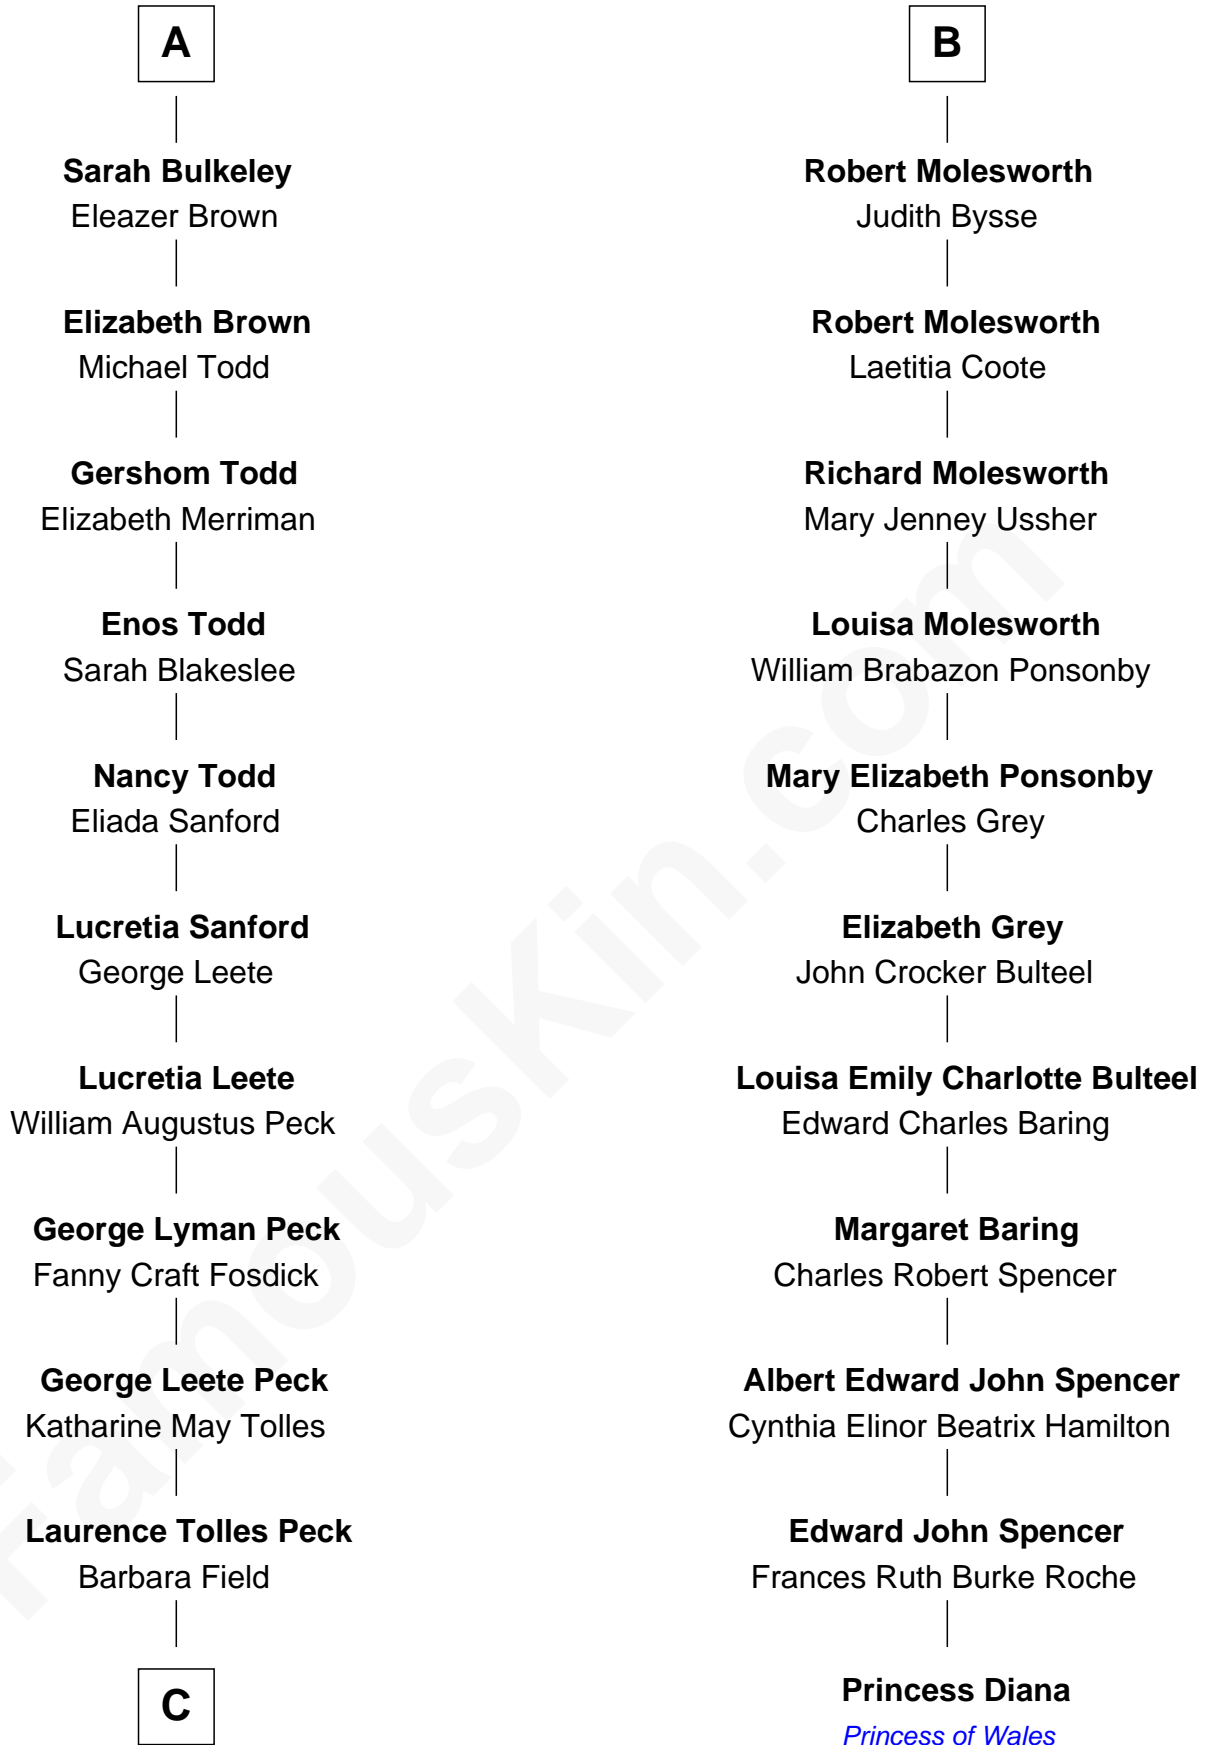 A
Sarah Bulkeley
Eleazer Brown
Elizabeth Brown
Michael Todd
Gershom Todd
Elizabeth Merriman
Enos Todd
Sarah Blakeslee
Nancy Todd
Eliada Sanford
Lucretia Sanford
George Leete
Lucretia Leete
William Augustus Peck
George Lyman Peck
Fanny Craft Fosdick
George Leete Peck
Katharine May Tolles
Laurence Tolles Peck
Barbara Field
C
B
Robert Molesworth
Judith Bysse
Robert Molesworth
Laetitia Coote
Richard Molesworth
Mary Jenney Ussher
Louisa Molesworth
William Brabazon Ponsonby
Mary Elizabeth Ponsonby
Charles Grey
Elizabeth Grey
John Crocker Bulteel
Louisa Emily Charlotte Bulteel
Edward Charles Baring
Margaret Baring
Charles Robert Spencer
Albert Edward John Spencer
Cynthia Elinor Beatrix Hamilton
Edward John Spencer
Frances Ruth Burke Roche
Princess Diana
Princess of Wales
FamousKin.com